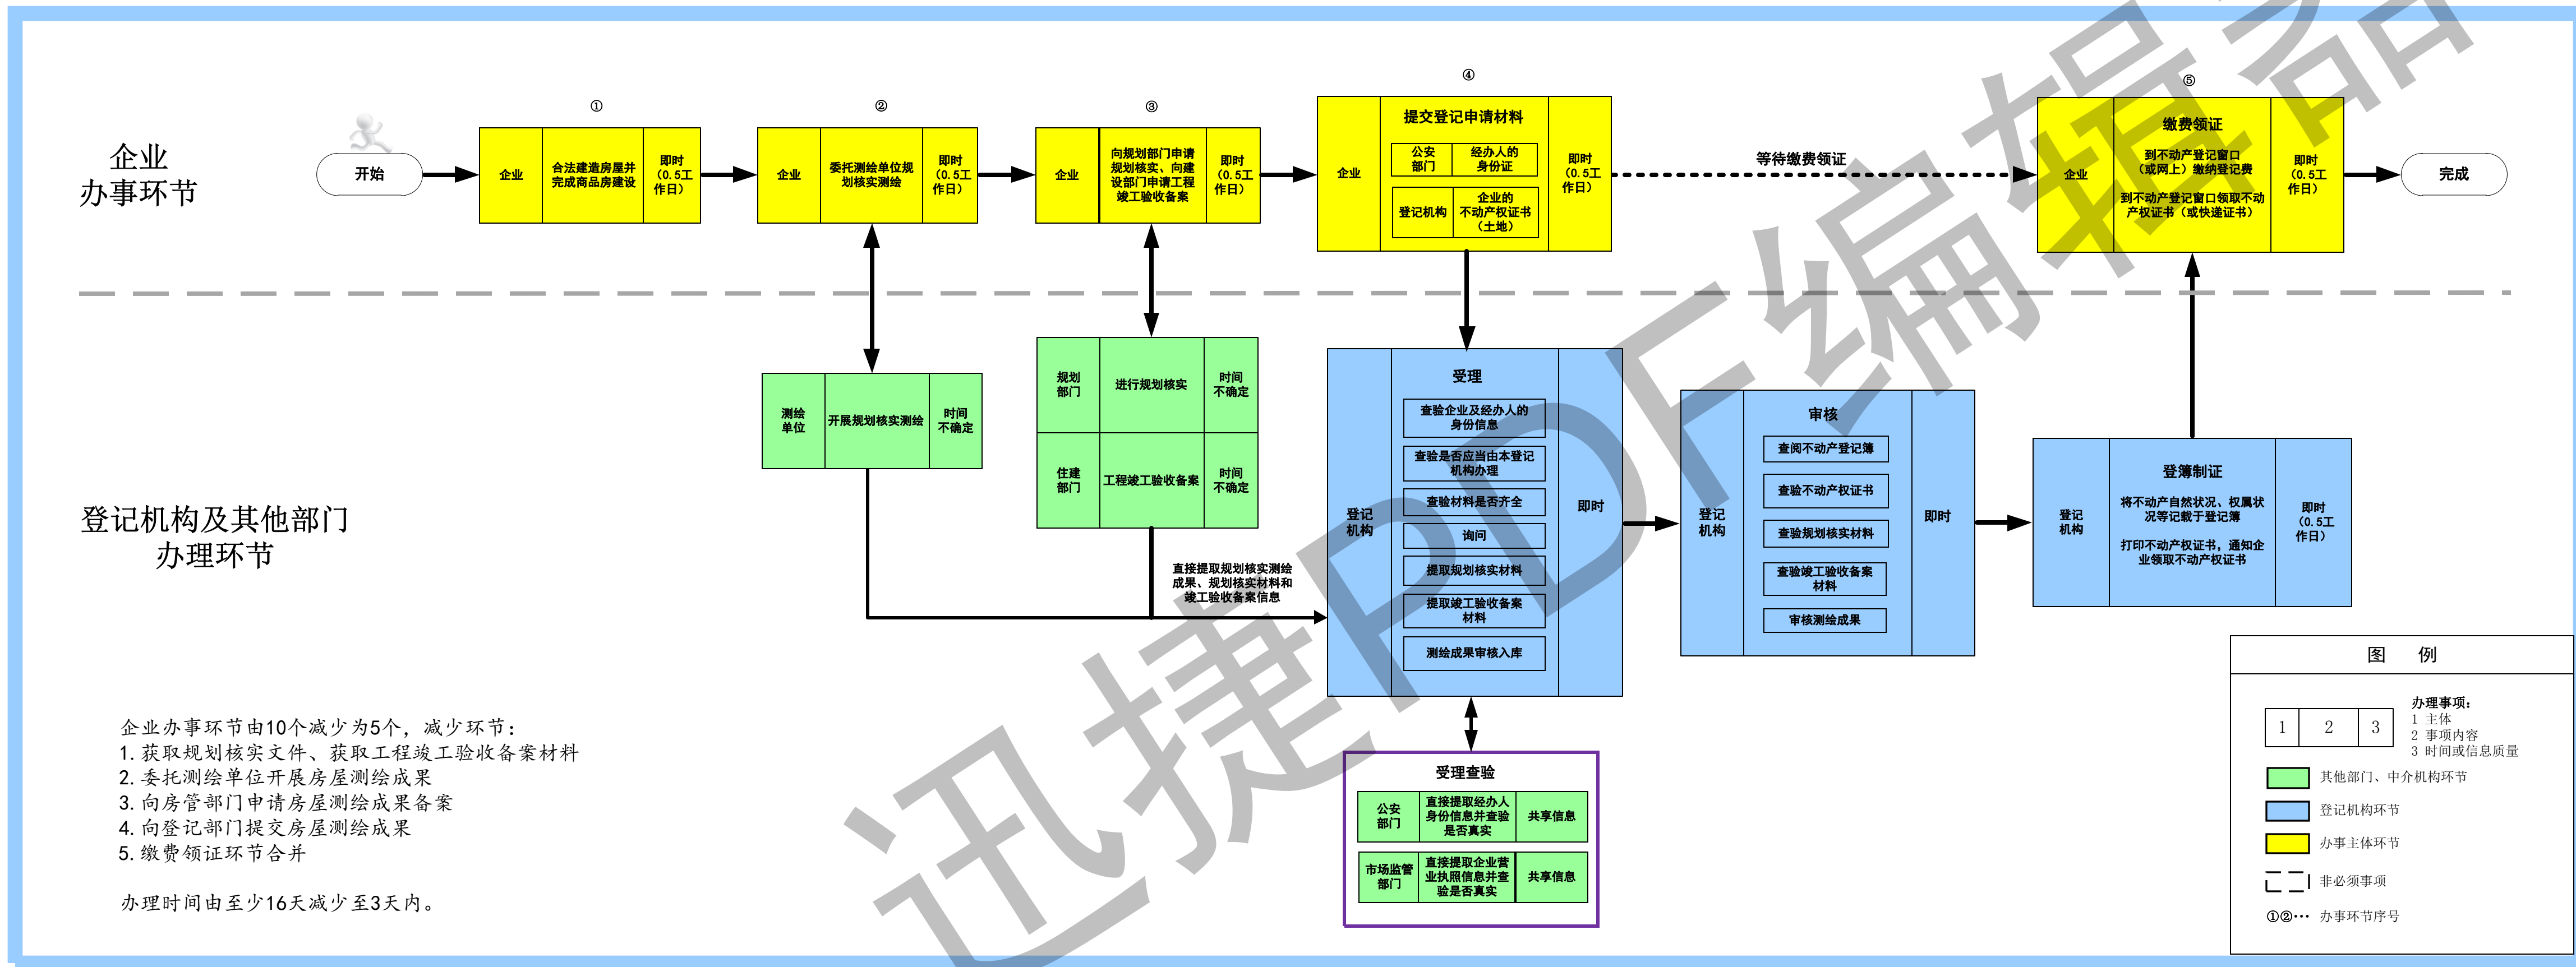 企业
办事环节
开始
①
企业
合法建造房屋并
完成商品房建设
即时
（0.5工
作日）
②
企业
委托测绘单位规
划核实测绘
即时
（0.5工
作日）
③
企业
向规划部门申请
规划核实、向建
设部门申请工程
竣工验收备案
即时
（0.5工
作日）
④
企业
提交登记申请材料
公安
部门
经办人的
身份证
登记机构
企业的
不动产权证书
（土地）
即时
（0.5工
作日）
等待缴费领证
⑤
企业
缴费领证
到不动产登记窗口
（或网上）缴纳登记费
到不动产登记窗口领取不动
产权证书（或快递证书）
即时
（0.5工
作日）
完成
登记机构及其他部门
办理环节
测绘
单位
开展规划核实测绘
时间
不确定
规划
部门
进行规划核实
时间
不确定
住建
部门
工程竣工验收备案
时间
不确定
直接提取规划核实测绘
成果、规划核实材料和
竣工验收备案信息
登记
机构
受理
查验企业及经办人的
身份信息
查验是否应当由本登记
机构办理
查验材料是否齐全
询问
提取规划核实材料
提取竣工验收备案
材料
测绘成果审核入库
即时
登记
机构
审核
查阅不动产登记簿
查验不动产权证书
查验规划核实材料
查验竣工验收备案
材料
审核测绘成果
即时
登记
机构
登簿制证
将不动产自然状况、权属状
况等记载于登记簿
打印不动产权证书，通知企
业领取不动产权证书
即时
（0.5工
作日）
受理查验
公安
部门
直接提取经办人
身份信息并查验
是否真实
共享信息
市场监管
部门
直接提取企业营
业执照信息并查
验是否真实
共享信息
企业办事环节由10个减少为5个，减少环节：
1.获取规划核实文件、获取工程竣工验收备案材料
2.委托测绘单位开展房屋测绘成果
3.向房管部门申请房屋测绘成果备案
4.向登记部门提交房屋测绘成果
5.缴费领证环节合并
办理时间由至少16天减少至3天内。
图 例
1 2 3
办理事项：
1 主体
2 事项内容
3 时间或信息质量
其他部门、中介机构环节
登记机构环节
办事主体环节
非必须事项
①②… 办事环节序号
迅捷PDF编辑器